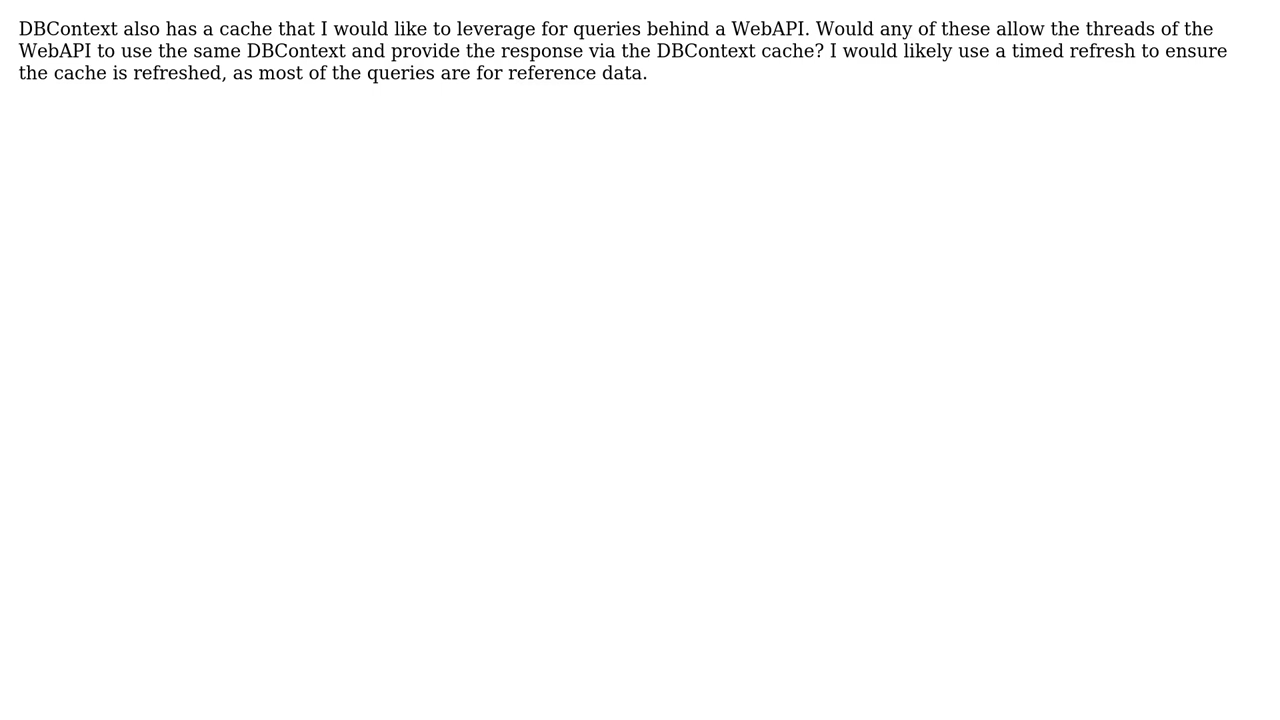 DBContext also has a cache that I would like to leverage for queries behind a WebAPI. Would any of these allow the threads of the
WebAPI to use the same DBContext and provide the response via the DBContext cache? I would likely use a timed refresh to ensure
the cache is refreshed, as most of the queries are for reference data.